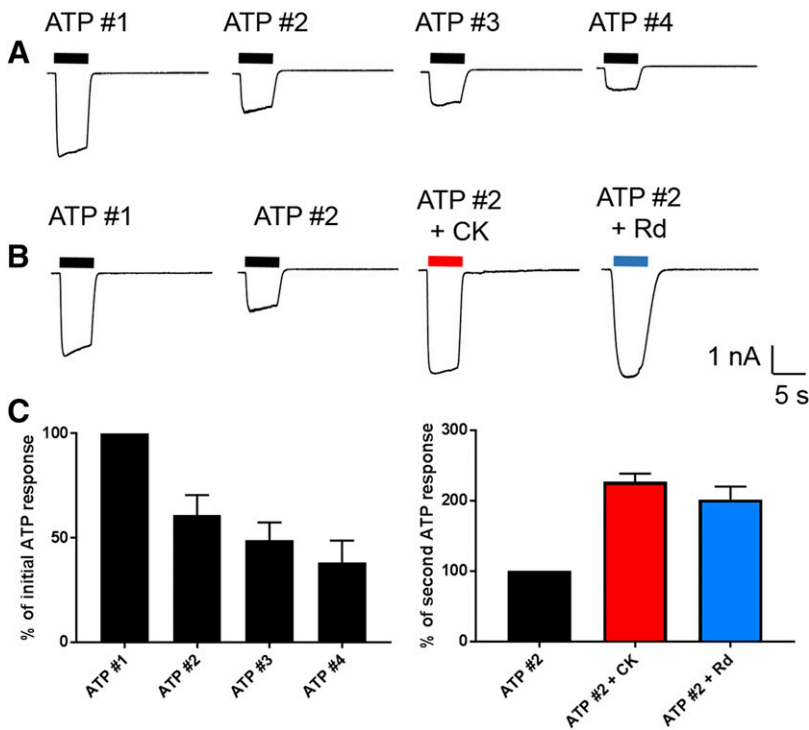 A
ATP #1
ATP #2
ATP #3
ATP #4
B
ATP #1
ATP #2
ATP #2
+ CK
ATP #2
+ Rd
1 nA
5 s
C
% of initial ATP response
100
50
0
ATP #1
ATP #2
ATP #3
ATP #4
% of second ATP response
300
200
100
0
ATP #2
ATP #2 + CK
ATP #2 + Rd